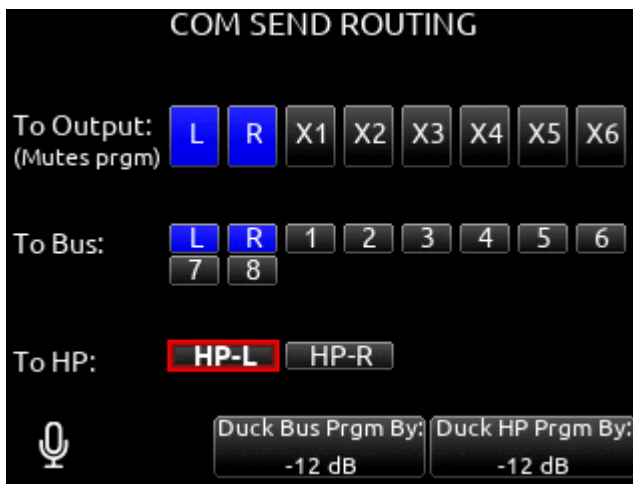 COM SEND ROUTING
To Output: L R X1 X2 X3 X4 X5 X6
(Mutes prgm)
To Bus: L R 1 2 3 4 5 6
7 8
To HP: HP-L HP-R
Duck Bus Prgm By: Duck HP Prgm By:
-12 dB -12 dB